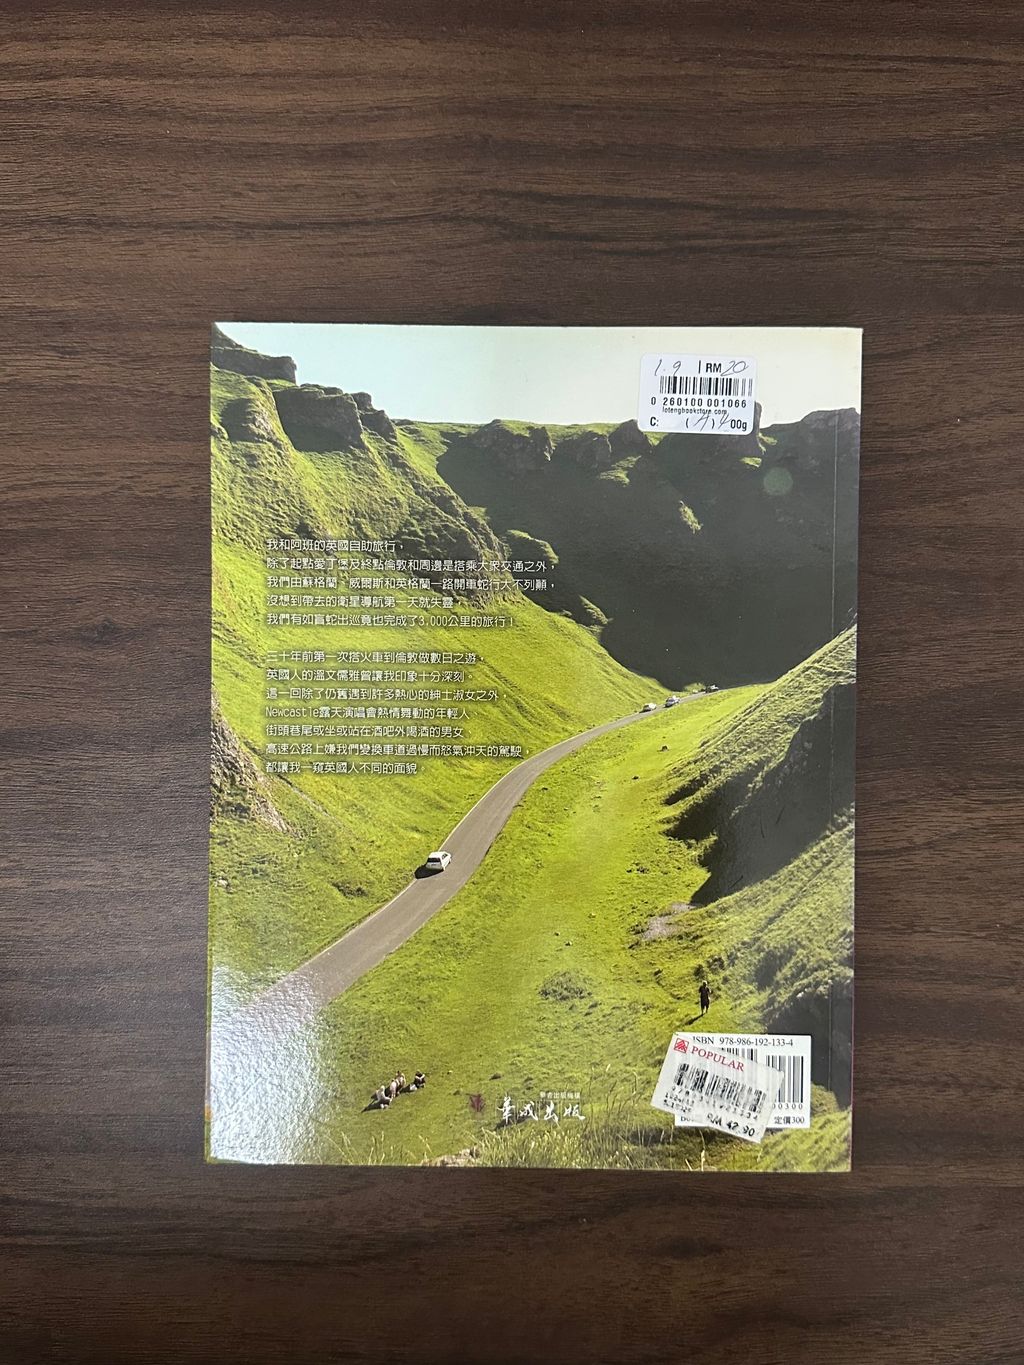 1.9 | RM 20
0 260100 001066
lotengbookstore.com
C: ( A ) 4 00g
我和阿班的英國自助旅行，
除了起點愛丁堡及終點倫敦和周邊是搭乘大眾交通之外，
我們由蘇格蘭、威爾斯和英格蘭一路開車蛇行大不列顛，
沒想到帶去的衛星導航第一天就失靈，
我們有如盲蛇出巡竟也完成了3,000公里的旅行！
三十年前第一次搭火車到倫敦做數日之遊，
英國人的溫文儒雅曾讓我印象十分深刻。
這一回除了仍舊遇到許多熱心的紳士淑女之外，
Newcastle露天演唱會熱情舞動的年輕人
街頭巷尾或坐或站在酒吧外喝酒的男女
高速公路上嫌我們變換車道過慢而怒氣沖天的駕駛，
都讓我一窺英國人不同的面貌。
ISBN 978-986-192-133-4
POPULAR
RM 42.90
00300
定價300
華成出版